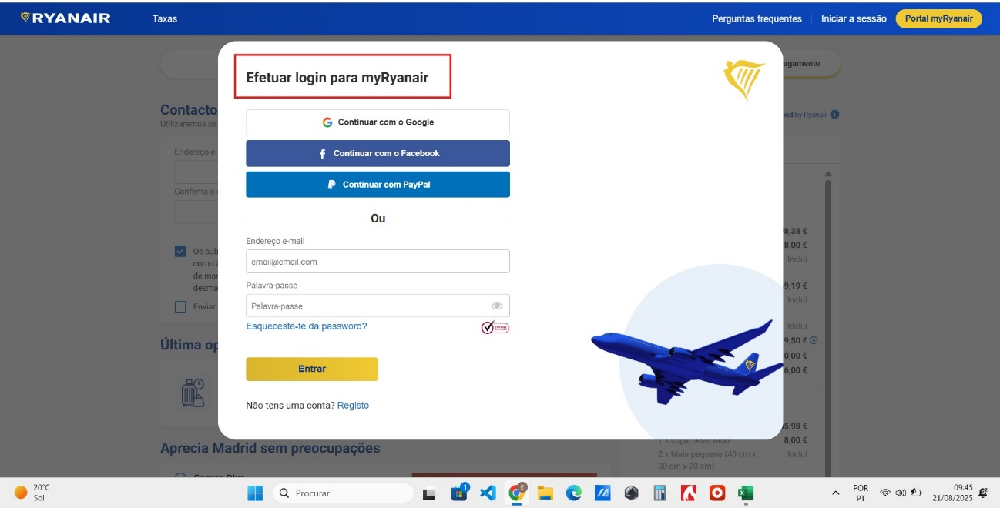 RYANAIR
Taxas
Perguntas frequentes
Iniciar a sessão
Portal myRyanair
agamento
Efetuar login para myRyanair
Contacto
Utilizaremos os
ied by Ryanair
Continuar com o Google
Endereço e-
Continuar com o Facebook
Continuar com PayPal
Confirma o
Ou
Endereço e-mail
email@email.com
Os sub
como
de mar
desma
Enviar
Palavra-passe
Palavra-passe
Esqueceste-te da password?
8,38 €
8,00 €
Inclui
9,19 €
Inclui
Inclui
9,50 €
0,00 €
6,00 €
Última op
Entrar
Não tens uma conta? Registo
5,98 €
1 x Lugar reservado 8,00 €
2 x Mala pequena (40 cm x Inclui
30 cm x 20 cm)
Aprecia Madrid sem preocupações
20°C
Sol
Procurar
1
E
POR
PT
09:45
21/08/2025